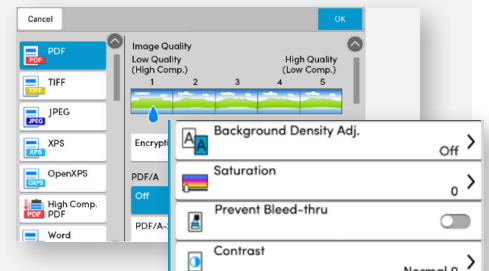 Cancel
OK
PDF
PDF
TIFF
TIFF
JPEG
JPEG
XPS
XPS
OpenXPS
OXPS
High Comp.
PDF
PDF
Word
Image Quality
Low Quality
(High Comp.)
High Quality
(Low Comp.)
1 2 3 4 5
Encrypti
PDF/A
Off
PDF/A-
Background Density Adj.
Off
Saturation
0
Prevent Bleed-thru
Contrast
Normal 0